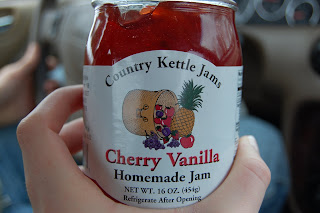 Country Kettle Jams
Cherry Vanilla
Homemade Jam
NET WT. 16 OZ. (454g)
Refrigerate After Opening